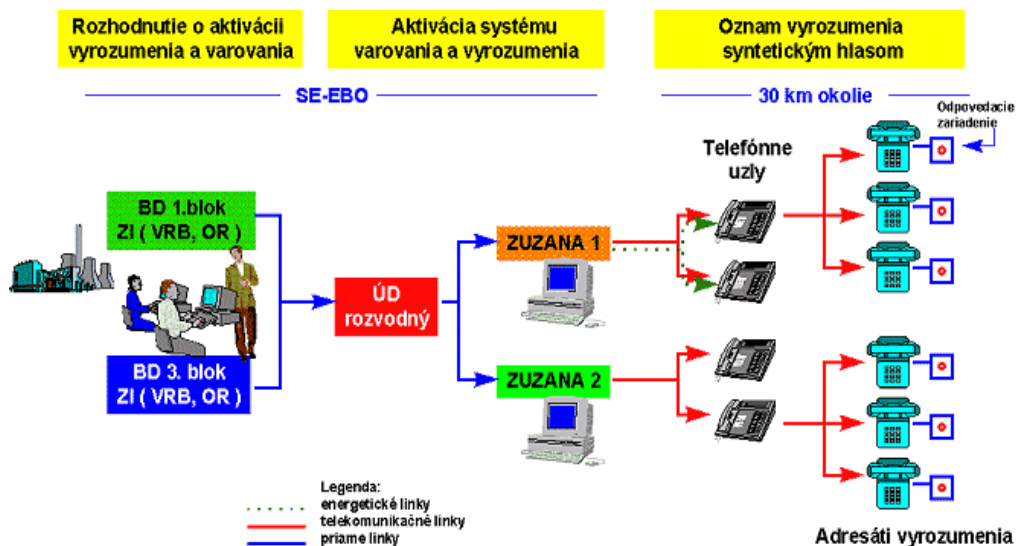 Rozhodnutie o aktivácii
vyrozumenia a varovania
Aktivácia systému
varovania a vyrozumenia
Oznam vyrozumenia
syntetickým hlasom
SE-EBO
30 km okolie
Odpovedacie
zariadenie
Telefónne
uzly
BD 1.blok
ZI ( VRB, OR )
ZUZANA 1
ÚD
rozvodný
BD 3. blok
ZI ( VRB, OR )
ZUZANA 2
Legenda:
energetické linky
telekomunikačné linky
priame linky
Adresáti vyrozumenia